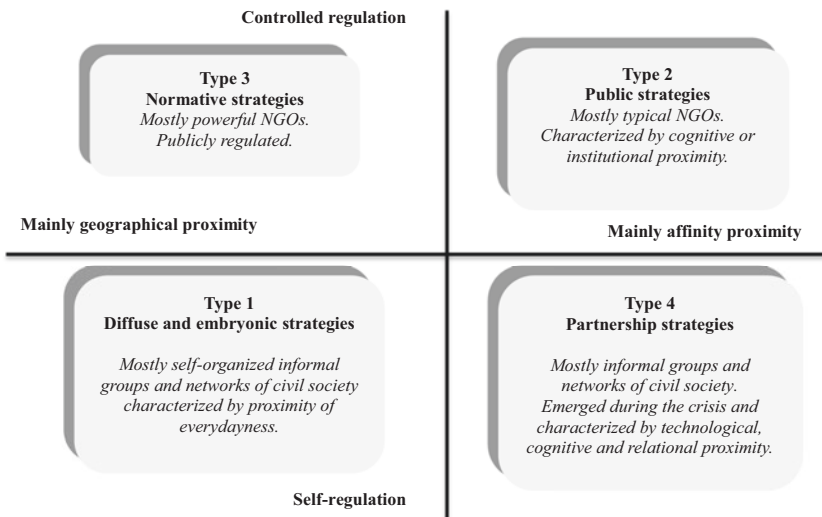 Controlled regulation
Type 3
Normative strategies
Mostly powerful NGOs.
Publicly regulated.
Type 2
Public strategies
Mostly typical NGOs.
Characterized by cognitive or
institutional proximity.
Mainly geographical proximity
Mainly affinity proximity
Type 1
Diffuse and embryonic strategies
Mostly self-organized informal
groups and networks of civil society
characterized by proximity of
everydayness.
Type 4
Partnership strategies
Mostly informal groups and
networks of civil society.
Emerged during the crisis and
characterized by technological,
cognitive and relational proximity.
Self-regulation